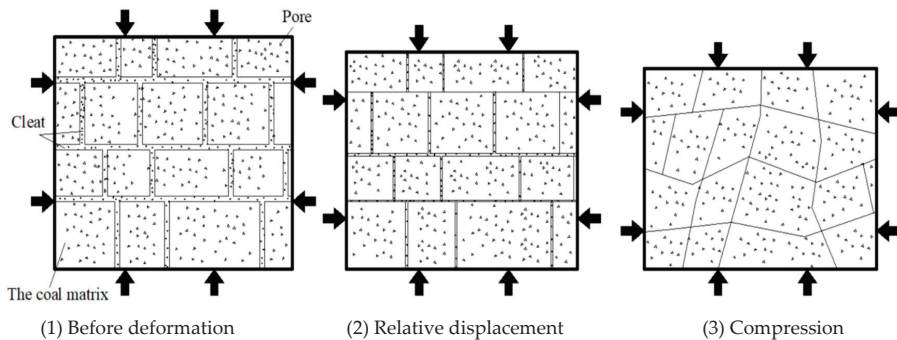 Pore
Cleat
The coal matrix
(1) Before deformation
(2) Relative displacement
(3) Compression